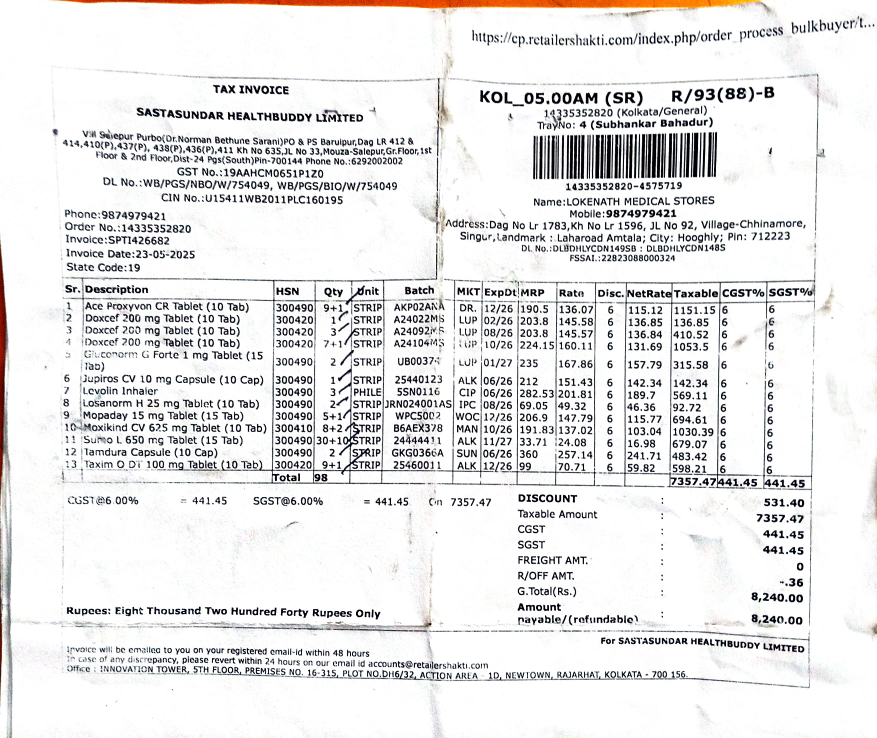 https://cp.retailershakti.com/index.php/order_process_bulkbuyer/t...
TAX INVOICE
SASTASUNDAR HEALTHBUDDY LIMITED
Vill Salepur Purbo(Dr.Norman Bethune Sarani)PO & PS Baruipur,Dag LR 412 &
414,410(P),437(P), 438(P),436(P),411 Kh No 635,JL No 33,Mouza-Salepur,Gr.Floor,1st
Floor & 2nd Floor,Dist-24 Pgs(South)Pin-700144 Phone No.:6292002002
GST No.:19AAHCM0651P1Z0
DL No.:WB/PGS/NBO/W/754049, WB/PGS/BIO/W/754049
CIN No.:U15411WB2011PLC160195
Phone:9874979421
Order No.:14335352820
Invoice:SPTI426682
Invoice Date:23-05-2025
State Code:19
KOL_05.00AM (SR) R/93(88)-B
14335352820 (Kolkata/General)
TrayNo: 4 (Subhankar Bahadur)
14335352820-4575719
Name:LOKENATH MEDICAL STORES
Mobile:9874979421
Address:Dag No Lr 1783,Kh No Lr 1596, JL No 92, Village-Chhinamore,
Singur,Landmark : Laharoad Amtala; City: Hooghly; Pin: 712223
DL No.:DLBDHLYCDN149SB : DLBDHLYCDN148S
FSSAI.:22823088000324
Sr. Description HSN Qty Unit Batch MKT ExpDt MRP Rate Disc. NetRate Taxable CGST% SGST%
1 Ace Proxyvon CR Tablet (10 Tab) 300490 9+1 STRIP AKP02ANA DR. 12/26 190.5 136.07 6 115.12 1151.15 6 6
2 Doxcef 200 mg Tablet (10 Tab) 300420 1 STRIP A24022MS LUP 02/26 203.8 145.58 6 136.85 136.85 6 6
3 Doxcef 200 mg Tablet (10 Tab) 300420 3 STRIP A24092MS LUP 08/26 203.8 145.57 6 136.84 410.52 6 6
4 Doxcef 200 mg Tablet (10 Tab) 300420 7+1 STRIP A24104MS LUP 10/26 224.15 160.11 6 131.69 1053.5 6 6
5 Gluconorm G Forte 1 mg Tablet (15 Tab) 300490 2 STRIP LUP 01/27 235 167.86 6 157.79 315.58 6 6
6 Jupiros CV 10 mg Capsule (10 Cap) 300490 1 STRIP 25440123 ALK 06/26 212 151.43 6 142.34 142.34 6 6
7 Levolin Inhaler 300490 3 PHILE 5SN0116 CIP 06/26 282.53 201.81 6 189.7 569.11 6 6
8 Losanorm H 25 mg Tablet (10 Tab) 300490 2 STRIP JRN024001AS IPC 08/26 69.05 49.32 6 46.36 92.72 6 6
9 Mopaday 15 mg Tablet (15 Tab) 300490 5+1 STRIP WPC5002 WOC 17/26 206.9 147.79 6 115.77 694.61 6 6
10 Moxikind CV 625 mg Tablet (10 Tab) 300410 8+2 STRIP B6AEX378 MAN 10/26 191.83 137.02 6 103.04 1030.39 6 6
11 Sumo L 650 mg Tablet (15 Tab) 300490 30+10 STRIP 24444411 ALK 11/27 33.71 24.08 6 16.98 679.07 6 6
12 Tamdura Capsule (10 Cap) 300490 2 STRIP GKG0366A SUN 06/26 360 257.14 6 241.71 483.42 6 6
13 Taxim O DT 100 mg Tablet (10 Tab) 300420 9+1 STRIP 25460011 ALK 12/26 99 70.71 6 59.82 598.21 6 6
Total 98 7357.47 441.45 441.45
CGST@6.00% = 441.45 SGST@6.00% = 441.45 On 7357.47
DISCOUNT : 531.40
Taxable Amount : 7357.47
CGST : 441.45
SGST : 441.45
FREIGHT AMT. : 0
R/OFF AMT. : -.36
G.Total(Rs.) : 8,240.00
Amount payable/(refundable) : 8,240.00
Rupees: Eight Thousand Two Hundred Forty Rupees Only
For SASTASUNDAR HEALTHBUDDY LIMITED
Invoice will be emailed to you on your registered email-id within 48 hours
In case of any discrepancy, please revert within 24 hours on our email id accounts@retailershakti.com
Office : INNOVATION TOWER, 5TH FLOOR, PREMISES NO. 16-315, PLOT NO.DH6/32, ACTION AREA - 1D, NEWTOWN, RAJARHAT, KOLKATA - 700 156.